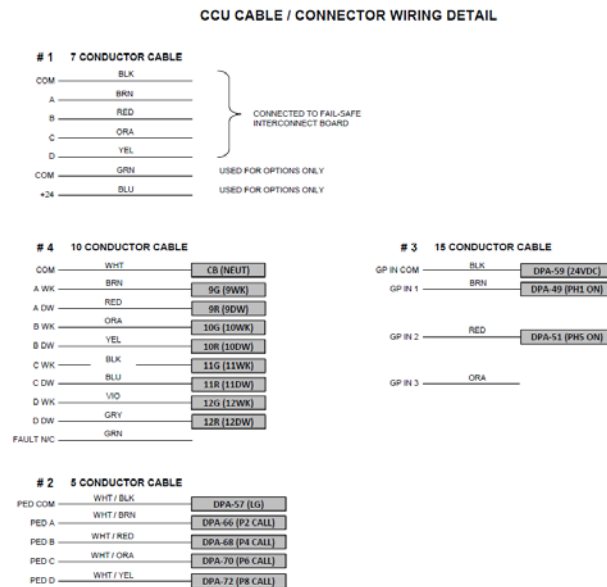 CCU CABLE / CONNECTOR WIRING DETAIL
# 1 7 CONDUCTOR CABLE
COM BLK
A BRN
B RED
C ORA
D YEL
CONNECTED TO FAIL-SAFE
INTERCONNECT BOARD
COM GRN USED FOR OPTIONS ONLY
+24 BLU USED FOR OPTIONS ONLY
# 4 10 CONDUCTOR CABLE
COM WHT CB (NEUT)
A WK BRN 9G (9WK)
A DW RED 9R (9DW)
B WK ORA 10G (10WK)
B DW YEL 10R (10DW)
C WK BLK 11G (11WK)
C DW BLU 11R (11DW)
D WK VIO 12G (12WK)
D DW GRY 12R (12DW)
FAULT N/C GRN
# 3 15 CONDUCTOR CABLE
GP IN COM BLK DPA-59 (24VDC)
GP IN 1 BRN DPA-49 (PH1 ON)
GP IN 2 RED DPA-51 (PH5 ON)
GP IN 3 ORA
# 2 5 CONDUCTOR CABLE
PED COM WHT / BLK DPA-57 (LG)
PED A WHT / BRN DPA-66 (P2 CALL)
PED B WHT / RED DPA-68 (P4 CALL)
PED C WHT / ORA DPA-70 (P6 CALL)
PED D WHT / YEL DPA-72 (P8 CALL)